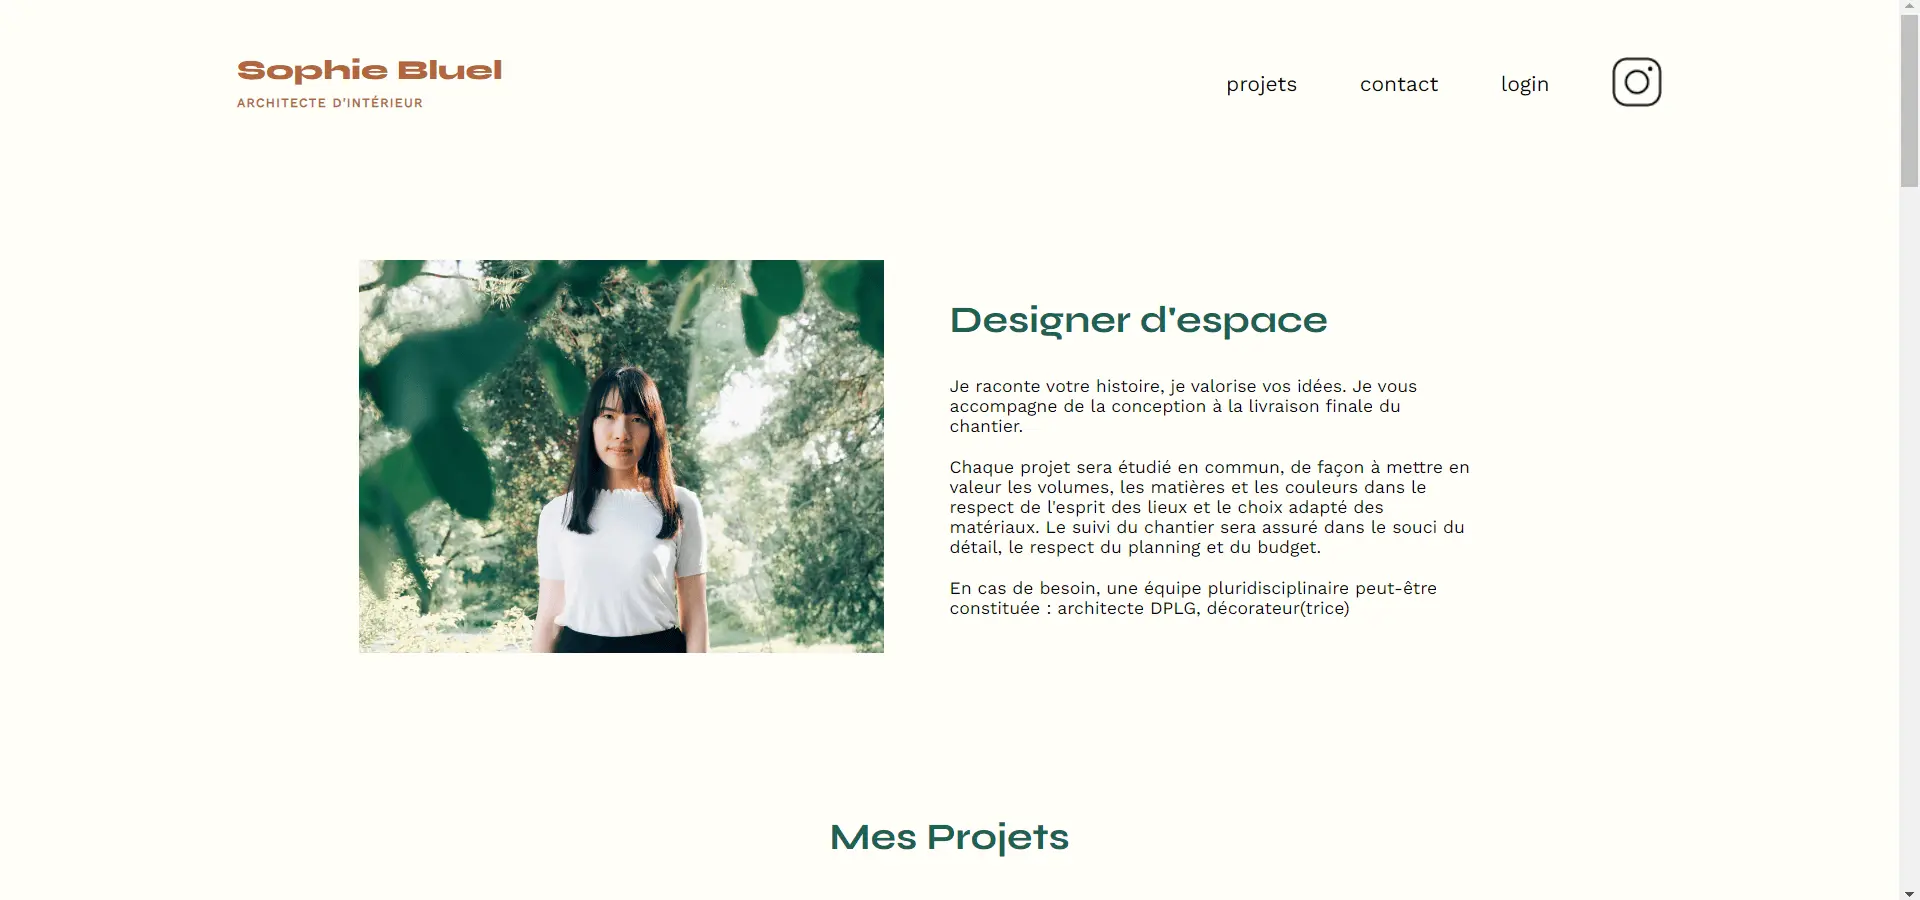 Sophie Bluel
ARCHITECTE D'INTÉRIEUR
projets
contact
login
Designer d'espace
Je raconte votre histoire, je valorise vos idées. Je vous
accompagne de la conception à la livraison finale du
chantier.
Chaque projet sera étudié en commun, de façon à mettre en
valeur les volumes, les matières et les couleurs dans le
respect de l'esprit des lieux et le choix adapté des
matériaux. Le suivi du chantier sera assuré dans le souci du
détail, le respect du planning et du budget.
En cas de besoin, une équipe pluridisciplinaire peut-être
constituée : architecte DPLG, décorateur(trice)
Mes Projets